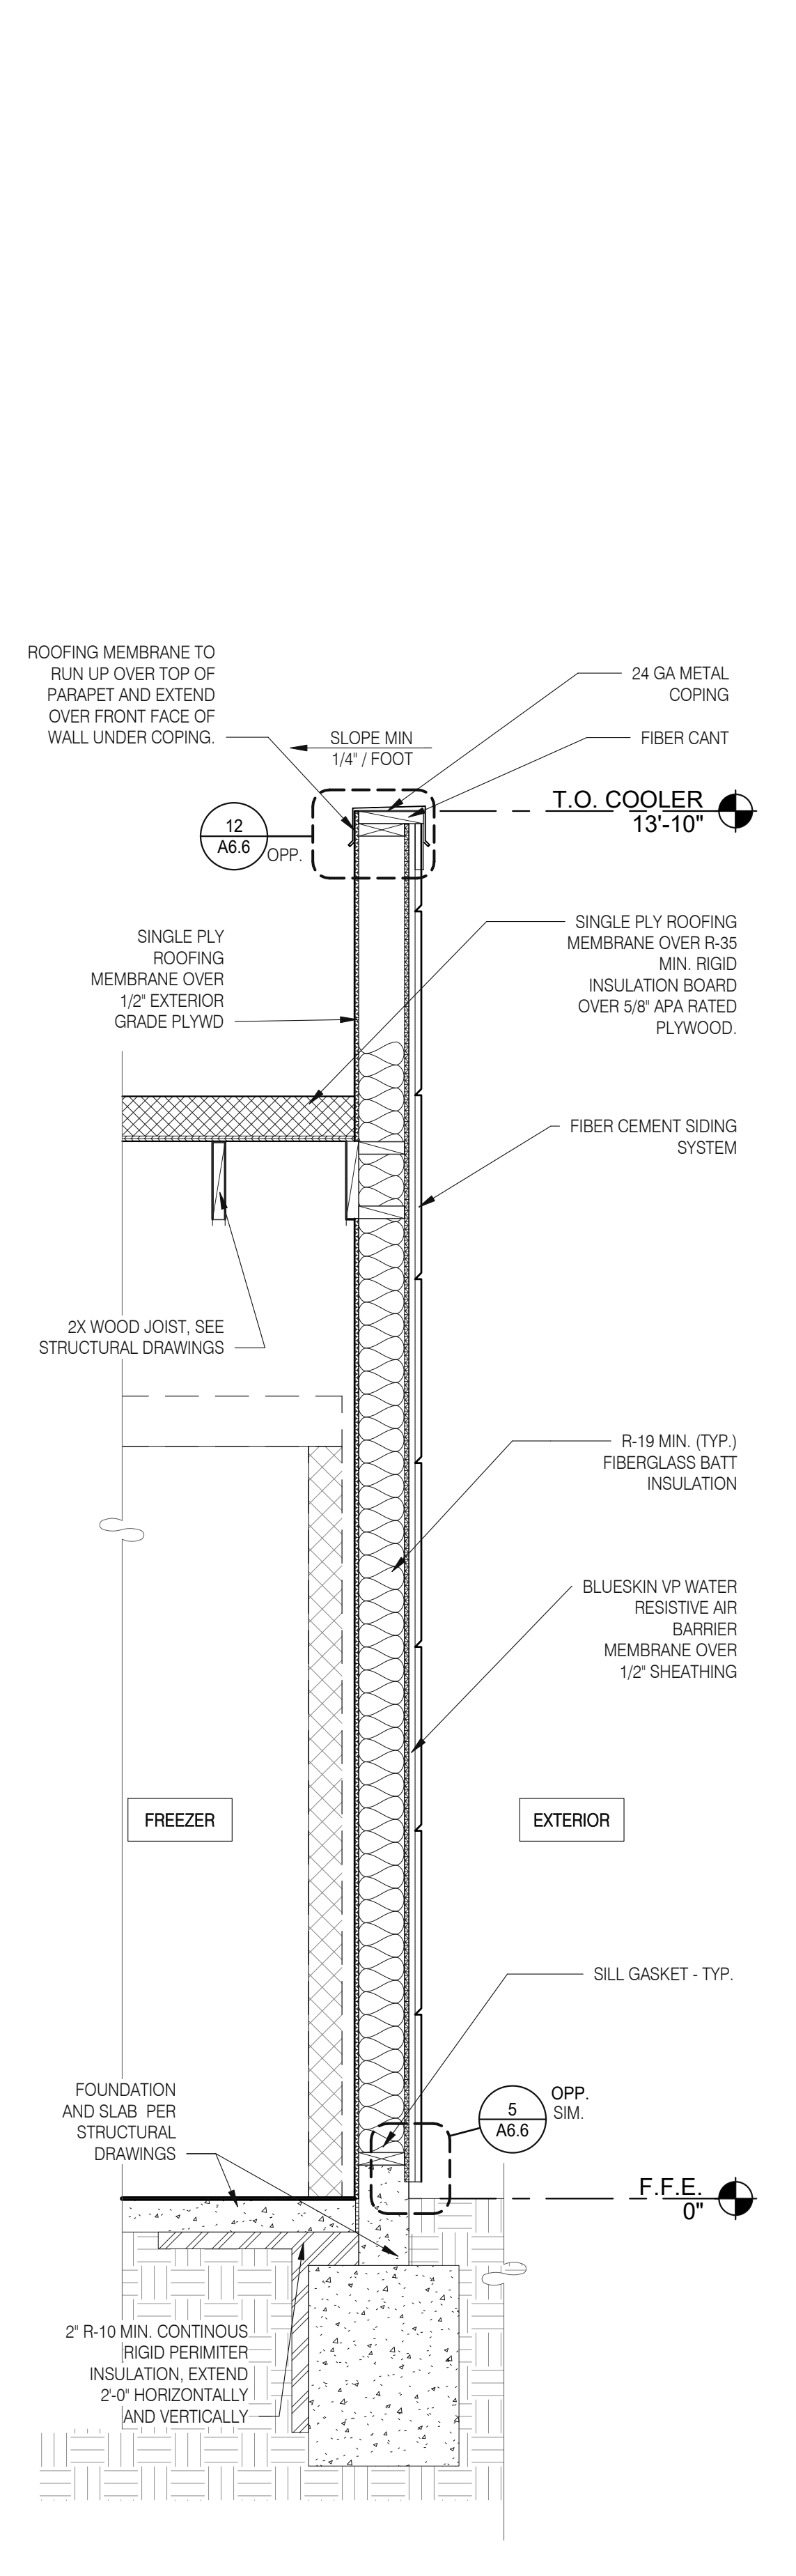 ROOFING MEMBRANE TO
RUN UP OVER TOP OF
PARAPET AND EXTEND
OVER FRONT FACE OF
WALL UNDER COPING.
SLOPE MIN
1/4" / FOOT
24 GA METAL
COPING
FIBER CANT
T.O. COOLER
13'-10"
12
A6.6
OPP.
SINGLE PLY
ROOFING
MEMBRANE OVER
1/2" EXTERIOR
GRADE PLYWD
SINGLE PLY ROOFING
MEMBRANE OVER R-35
MIN. RIGID
INSULATION BOARD
OVER 5/8" APA RATED
PLYWOOD.
FIBER CEMENT SIDING
SYSTEM
2X WOOD JOIST, SEE
STRUCTURAL DRAWINGS
R-19 MIN. (TYP.)
FIBERGLASS BATT
INSULATION
BLUESKIN VP WATER
RESISTIVE AIR
BARRIER
MEMBRANE OVER
1/2" SHEATHING
FREEZER
EXTERIOR
SILL GASKET - TYP.
FOUNDATION
AND SLAB PER
STRUCTURAL
DRAWINGS
5
A6.6
OPP.
SIM.
F.F.E.
0"
2" R-10 MIN. CONTINOUS
RIGID PERIMITER
INSULATION, EXTEND
2'-0" HORIZONTALLY
AND VERTICALLY